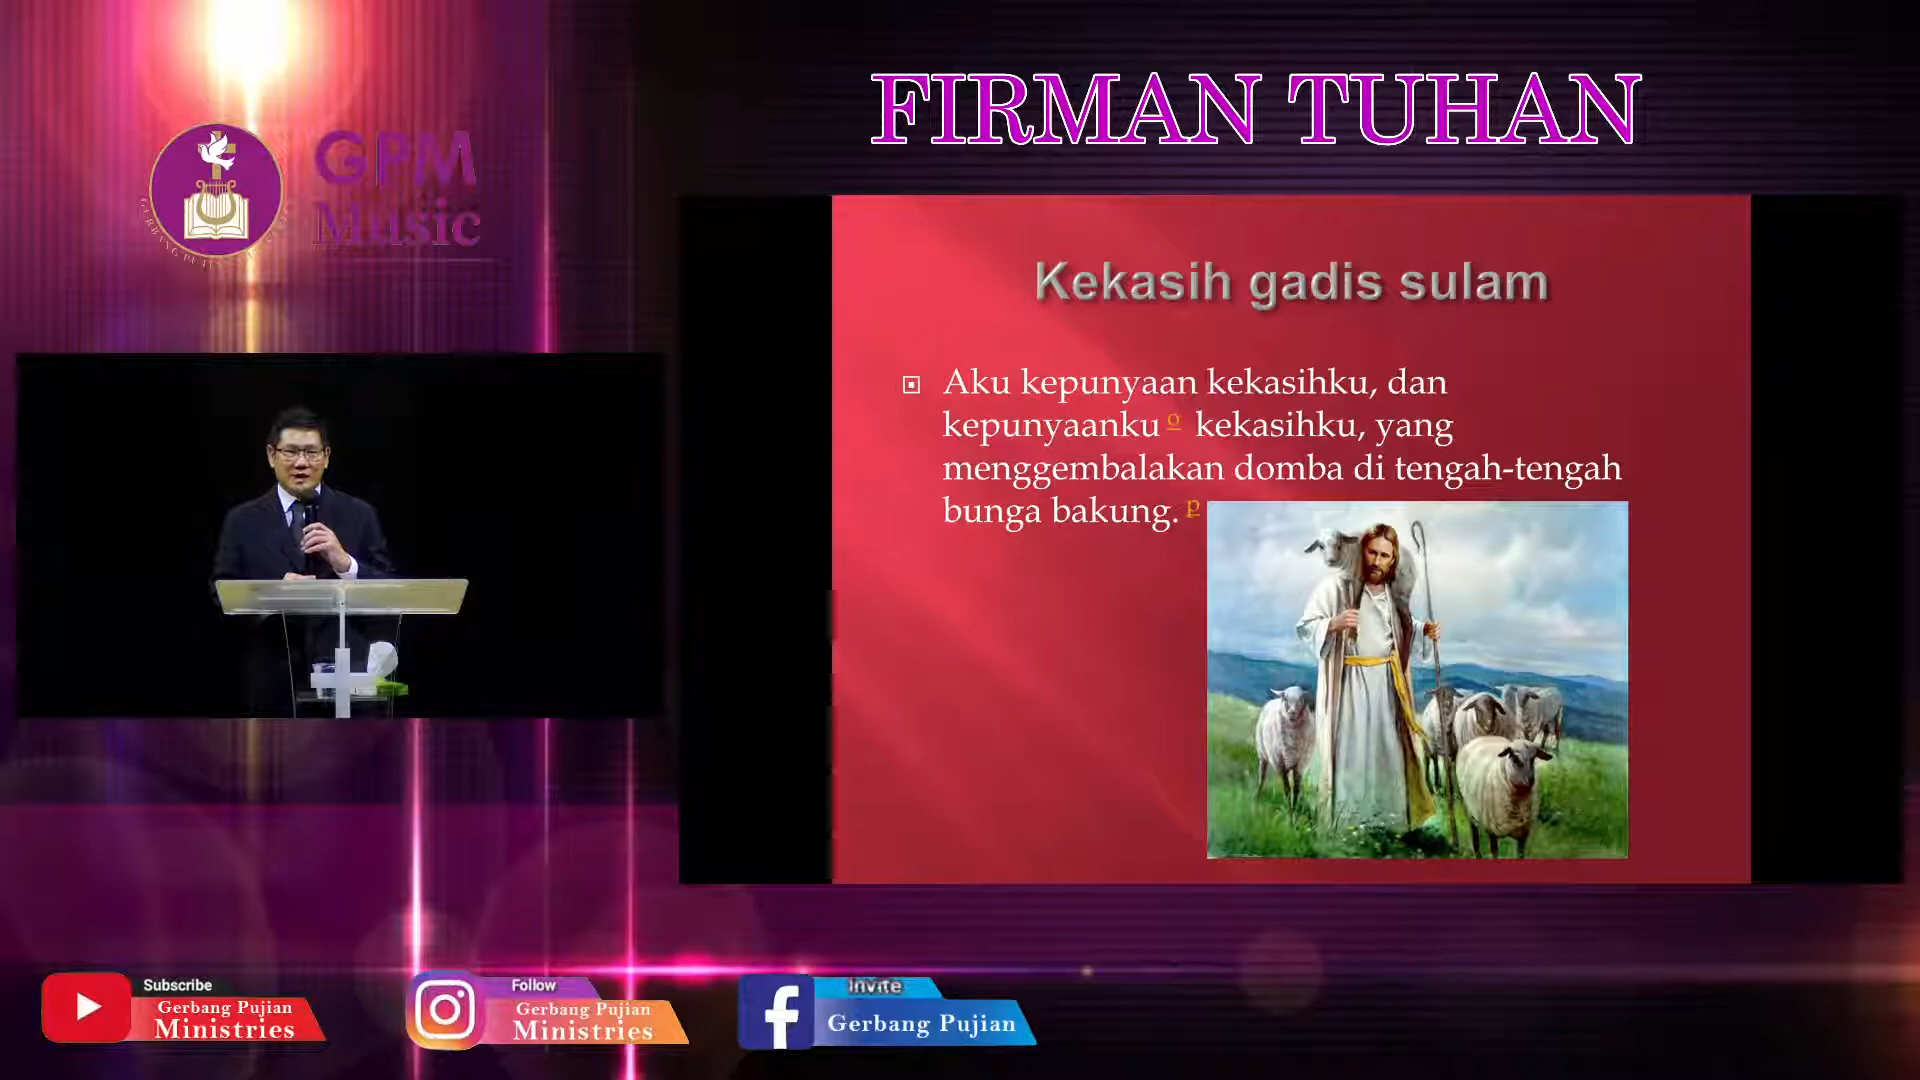 FIRMAN TUHAN
GPM
Music
Kekasih gadis sulam
Aku kepunyaan kekasihku, dan
kepunyaanku o kekasihku, yang
menggembalakan domba di tengah-tengah
bunga bakung. p
Subscribe
Gerbang Pujian
Ministries
Follow
Gerbang Pujian
Ministries
Invite
Gerbang Pujian